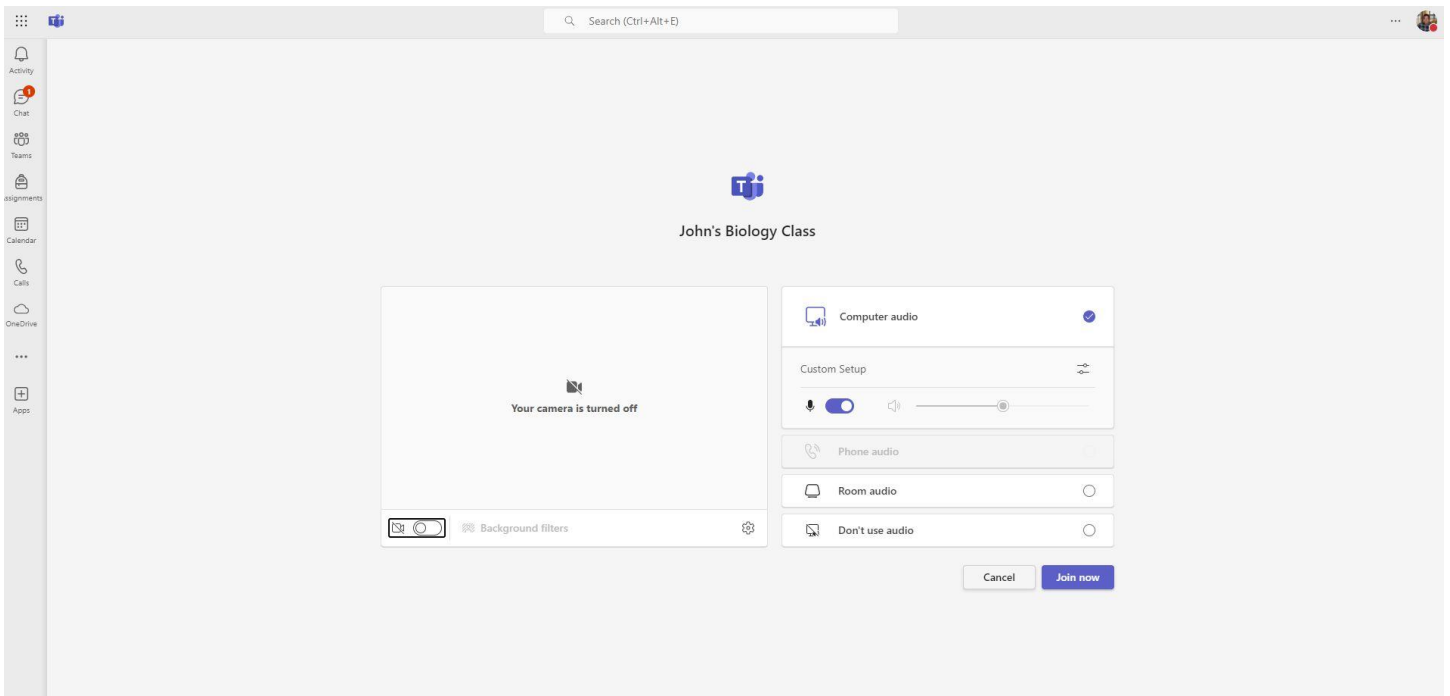 Search (Ctrl+Alt+E)
Activity
1
Chat
Teams
ssignments
Calendar
Calls
OneDrive
Apps
T
John's Biology Class
Your camera is turned off
Background filters
Computer audio
Custom Setup
Phone audio
Room audio
Don't use audio
Cancel
Join now